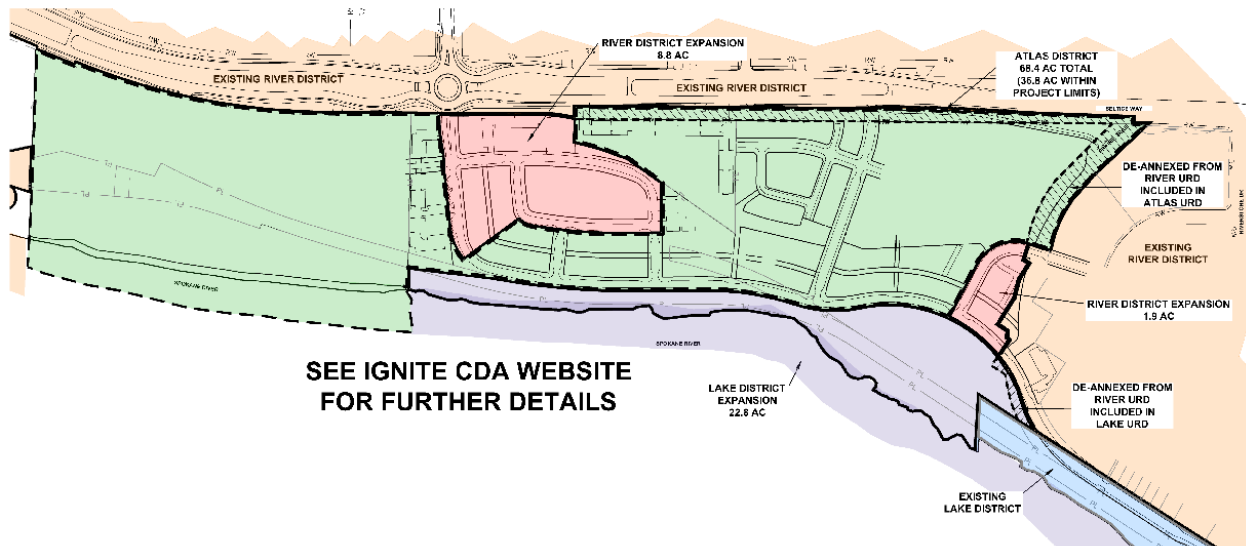 RIVER DISTRICT EXPANSION
8.8 AC
ATLAS DISTRICT
68.4 AC TOTAL
(36.8 AC WITHIN
PROJECT LIMITS)
EXISTING RIVER DISTRICT
EXISTING RIVER DISTRICT
SELTICE WAY
DE-ANNEXED FROM
RIVER URD
INCLUDED IN
ATLAS URD
EXISTING
RIVER DISTRICT
RIVER DISTRICT EXPANSION
1.9 AC
SPOKANE RIVER
SPOKANE RIVER
SEE IGNITE CDA WEBSITE
FOR FURTHER DETAILS
LAKE DISTRICT
EXPANSION
22.8 AC
DE-ANNEXED FROM
RIVER URD
INCLUDED IN
LAKE URD
EXISTING
LAKE DISTRICT